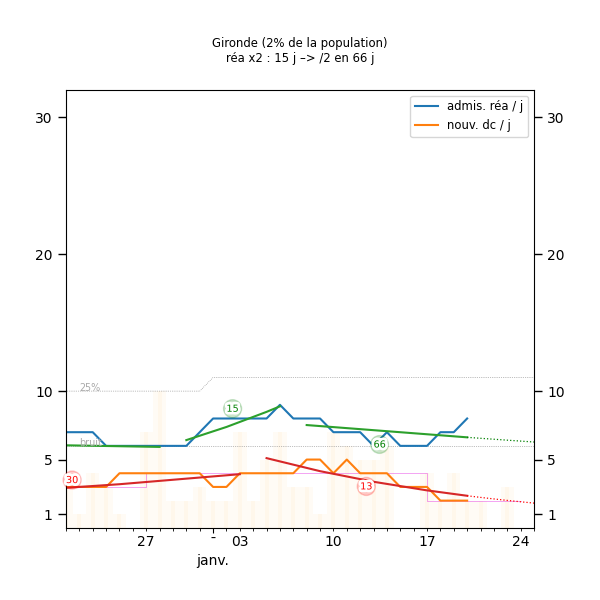 Gironde (2% de la population)
réa x2 : 15 j –> /2 en 66 j
admis. réa / j
nouv. dc / j
30 30
20 20
10 10
5 5
1 1
25%
brut
15
66
30
13
27 - 03 10 17 24
janv.